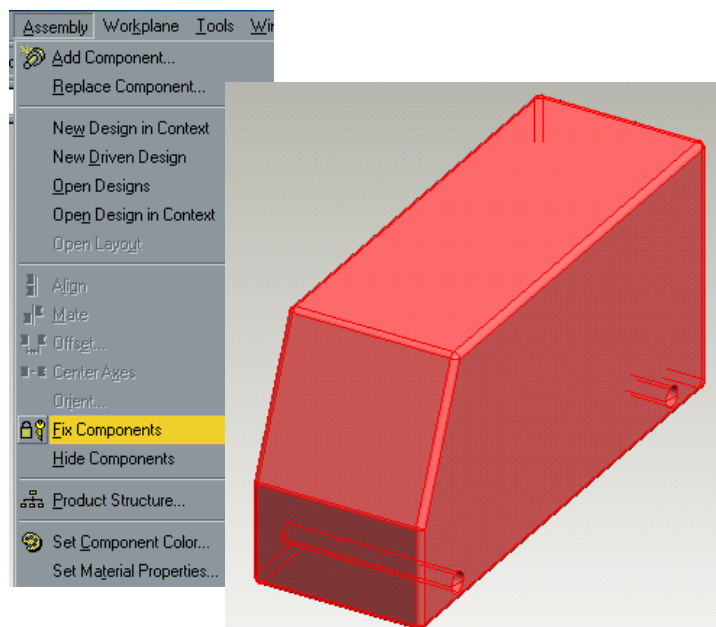 Assembly Workplane Tools
Add Component...
Replace Component...
New Design in Context
New Driven Design
Open Designs
Open Design in Context
Open Layout
Align
Mate
Offset...
Center Axes
Orient...
Fix Components
Hide Components
Product Structure...
Set Component Color...
Set Material Properties...